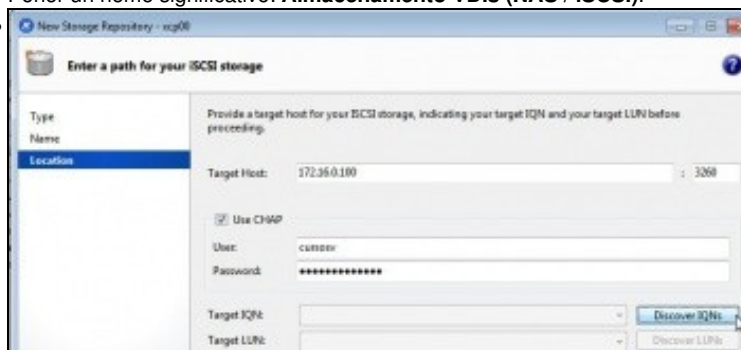 Poner un nome significativo: Almacenamento VDIs (NAS / iSCSI).
New Storage Repository - xcp00
Enter a path for your iSCSI storage
Type
Name
Location
Provide a target host for your iSCSI storage, indicating your target IQN and your target LUN before
proceeding.
Target Host: 172.16.0.100 : 3260
Use CHAP
User:
Password: •••••••••••••
Target IQN: Discover IQNs
Target LUN: Discover LUNs